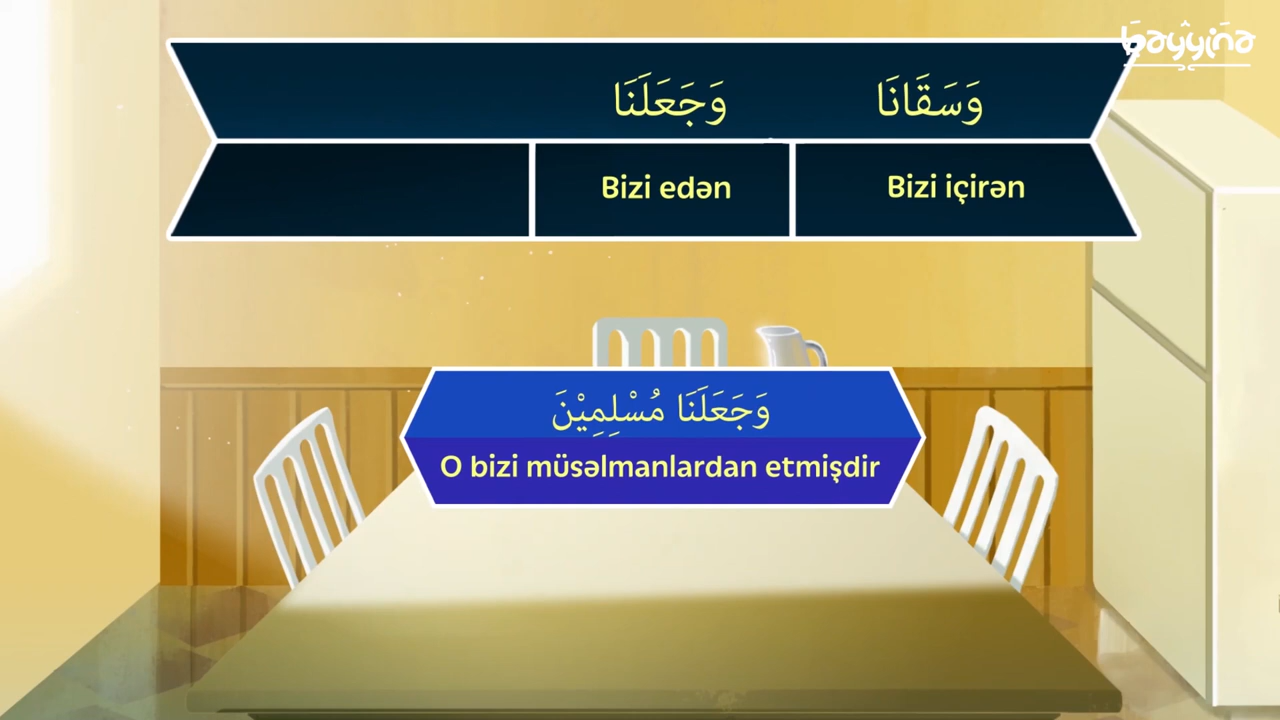 bayyina
وَسَقَانَا وَجَعَلَنَا
Bizi içirən Bizi edən
وَجَعَلَنَا مُسْلِمِيْنَ
O bizi müsəlmanlardan etmişdir